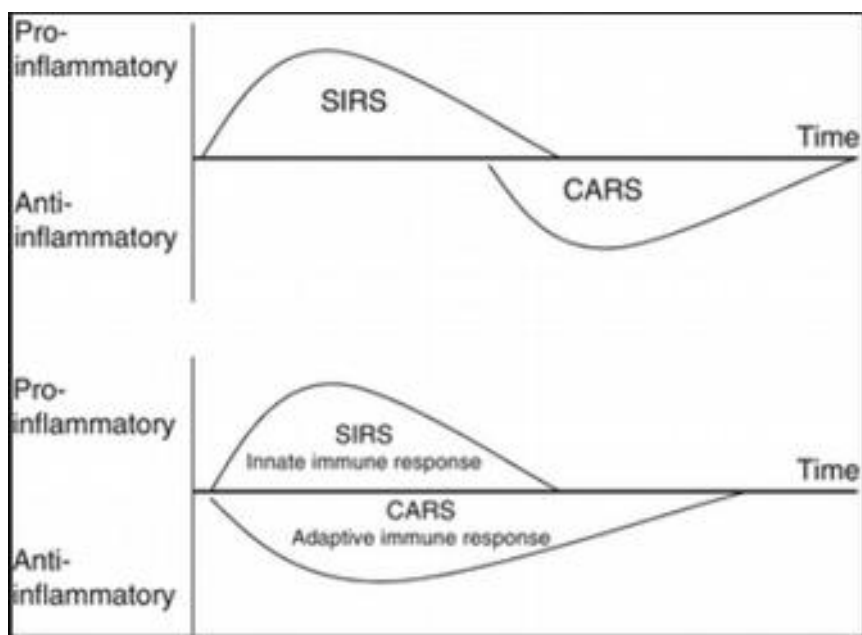 Pro-
inflammatory
SIRS
Time
Anti-
inflammatory
CARS
Pro-
inflammatory
SIRS
Innate immune response
Time
CARS
Adaptive immune response
Anti-
inflammatory